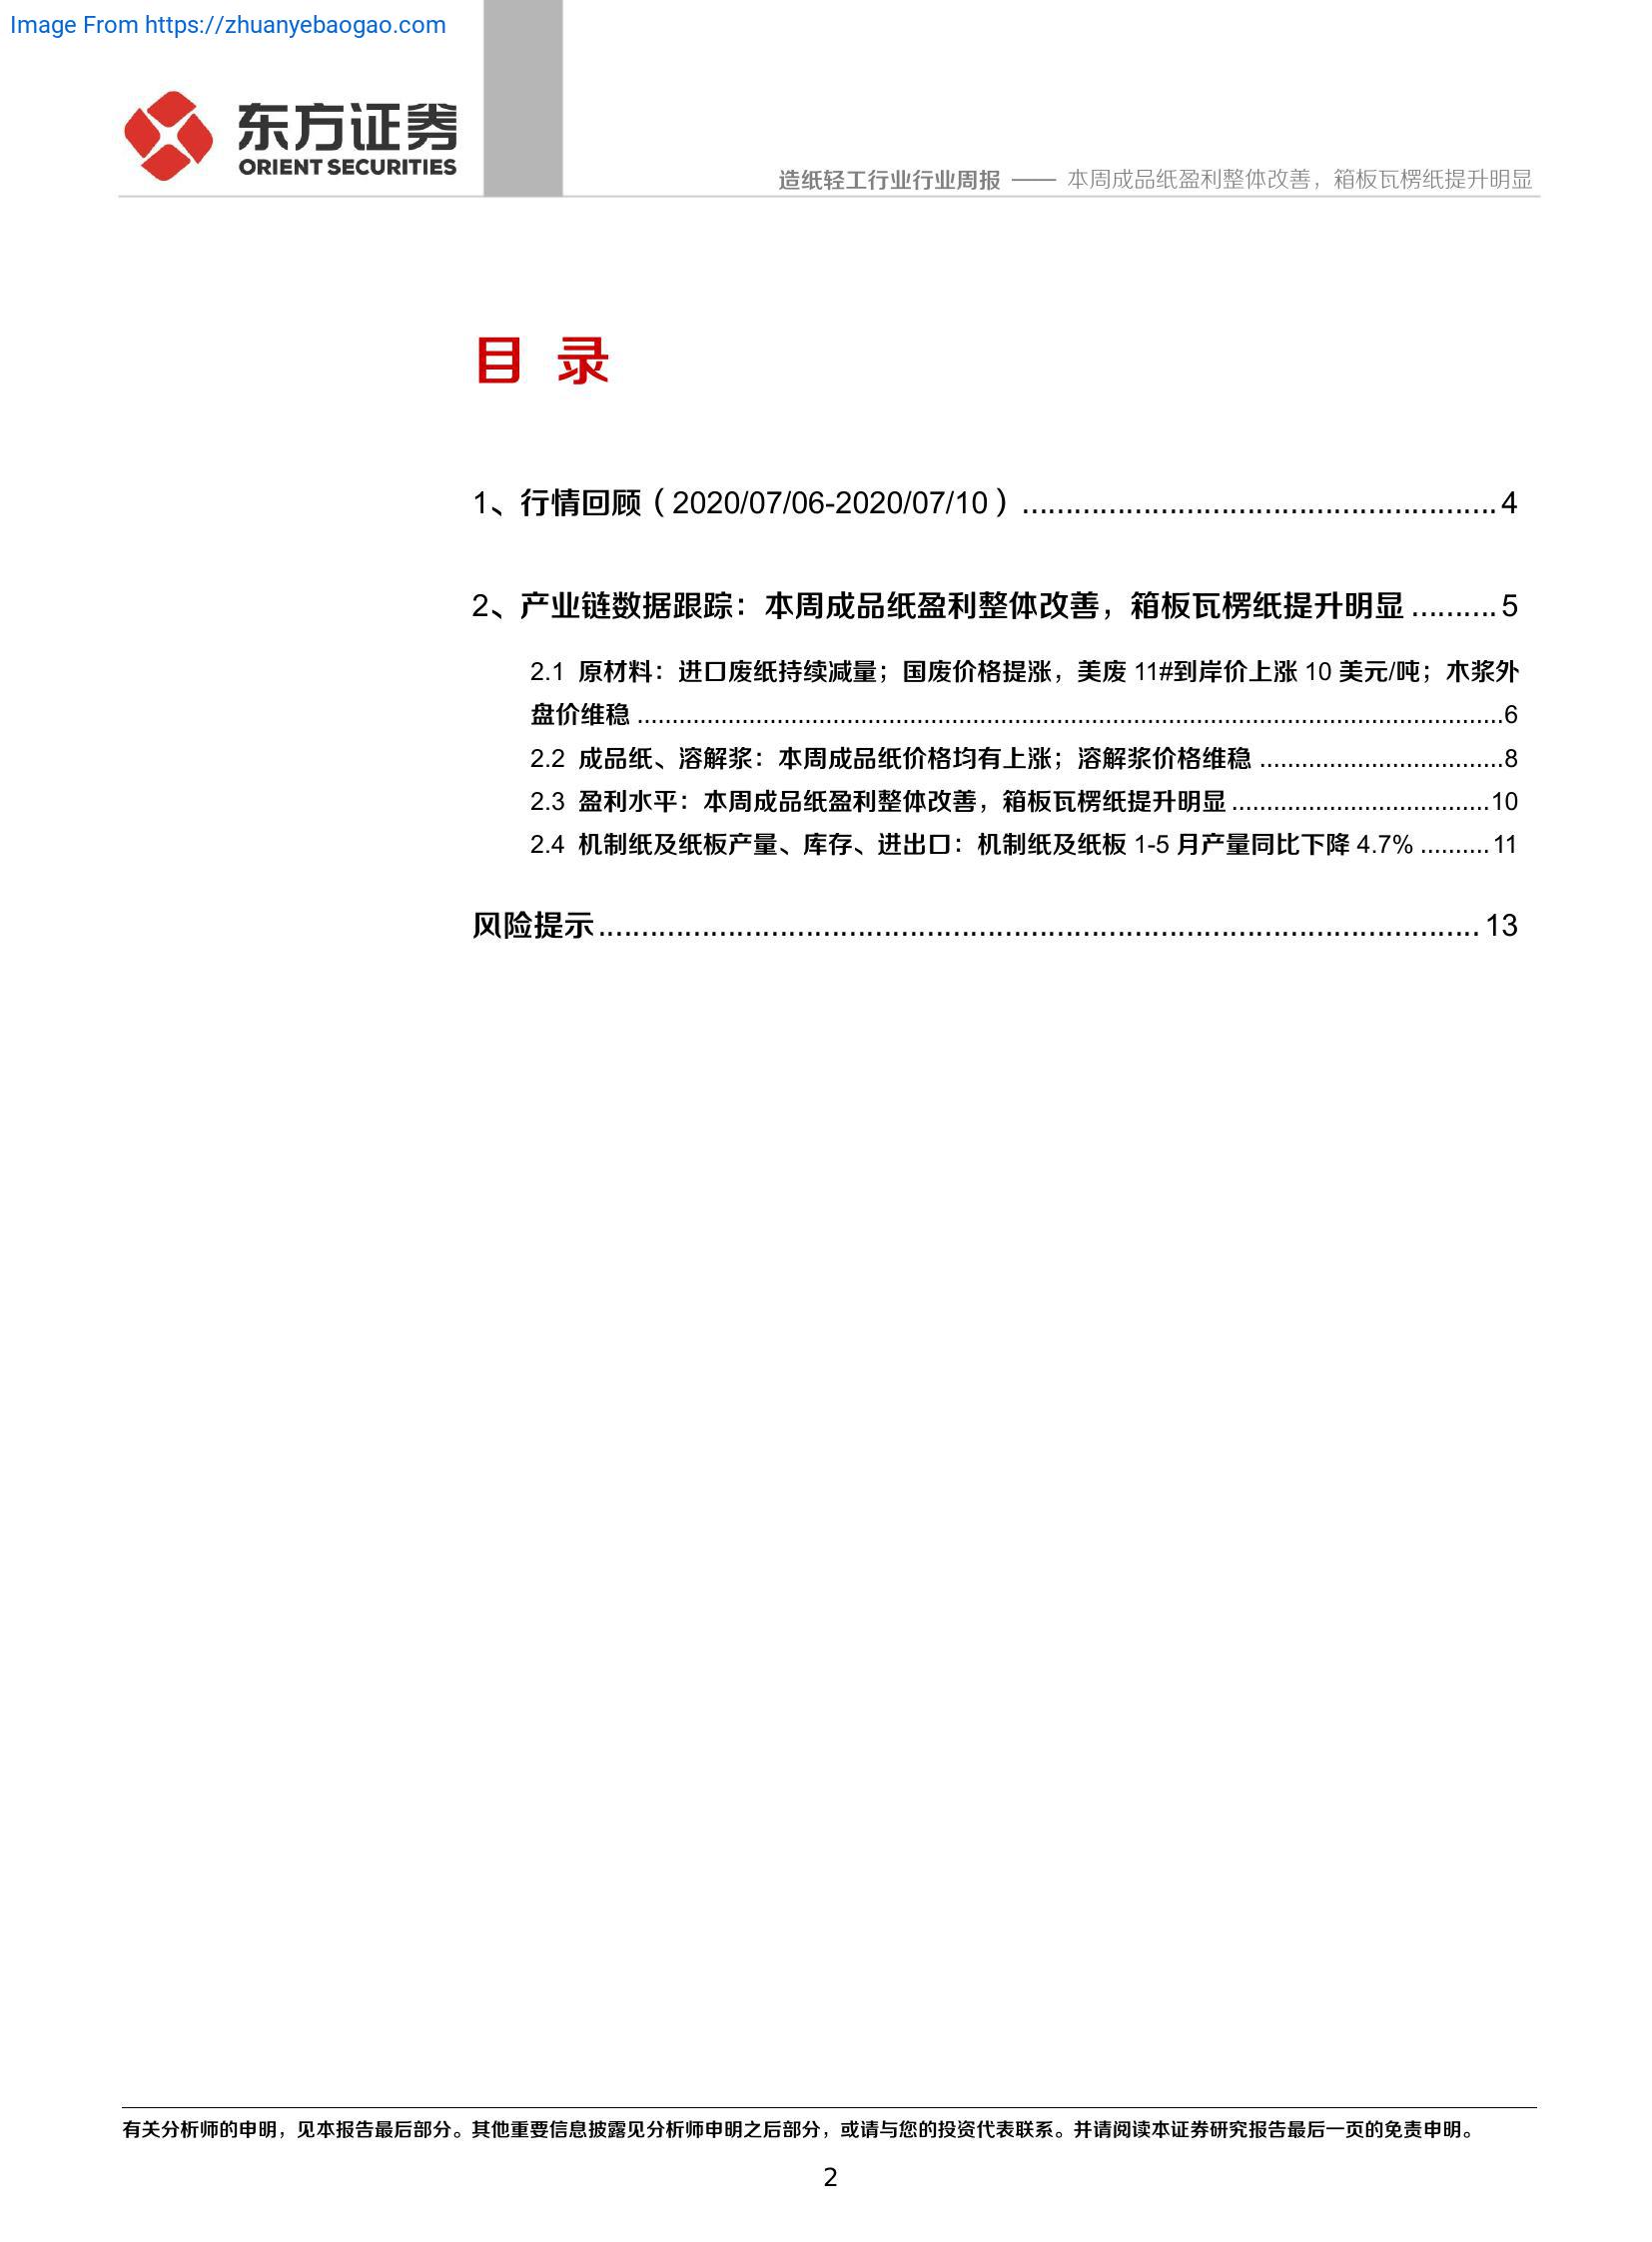 Image From https://zhuanyebaogao.com
东方证券
ORIENT SECURITIES
造纸轻工行业行业周报 —— 本周成品纸盈利整体改善，箱板瓦楞纸提升明显
目 录
1、行情回顾（2020/07/06-2020/07/10）......................................................4
2、产业链数据跟踪：本周成品纸盈利整体改善，箱板瓦楞纸提升明显..........5
2.1 原材料：进口废纸持续减量；国废价格提涨，美废 11#到岸价上涨 10 美元/吨；木浆外
盘价维稳............................................................................................................................6
2.2 成品纸、溶解浆：本周成品纸价格均有上涨；溶解浆价格维稳...................................8
2.3 盈利水平：本周成品纸盈利整体改善，箱板瓦楞纸提升明显.....................................10
2.4 机制纸及纸板产量、库存、进出口：机制纸及纸板 1-5 月产量同比下降 4.7%..........11
风险提示.....................................................................................................13
有关分析师的申明，见本报告最后部分。其他重要信息披露见分析师申明之后部分，或请与您的投资代表联系。并请阅读本证券研究报告最后一页的免责申明。
2